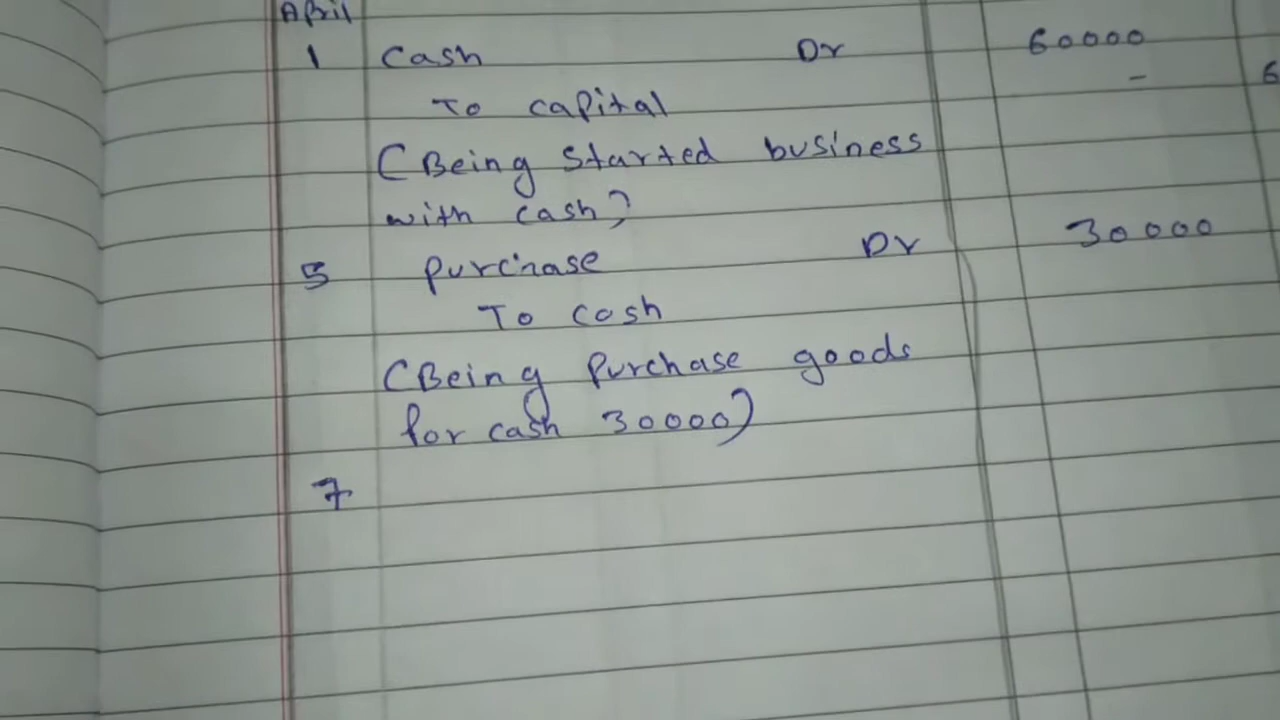 April
1 Cash Dr 60000
To capital - 6
(Being started business
with cash)
5 purchase Dr 30000
To cash
(Being purchase goods
for cash 30000)
7